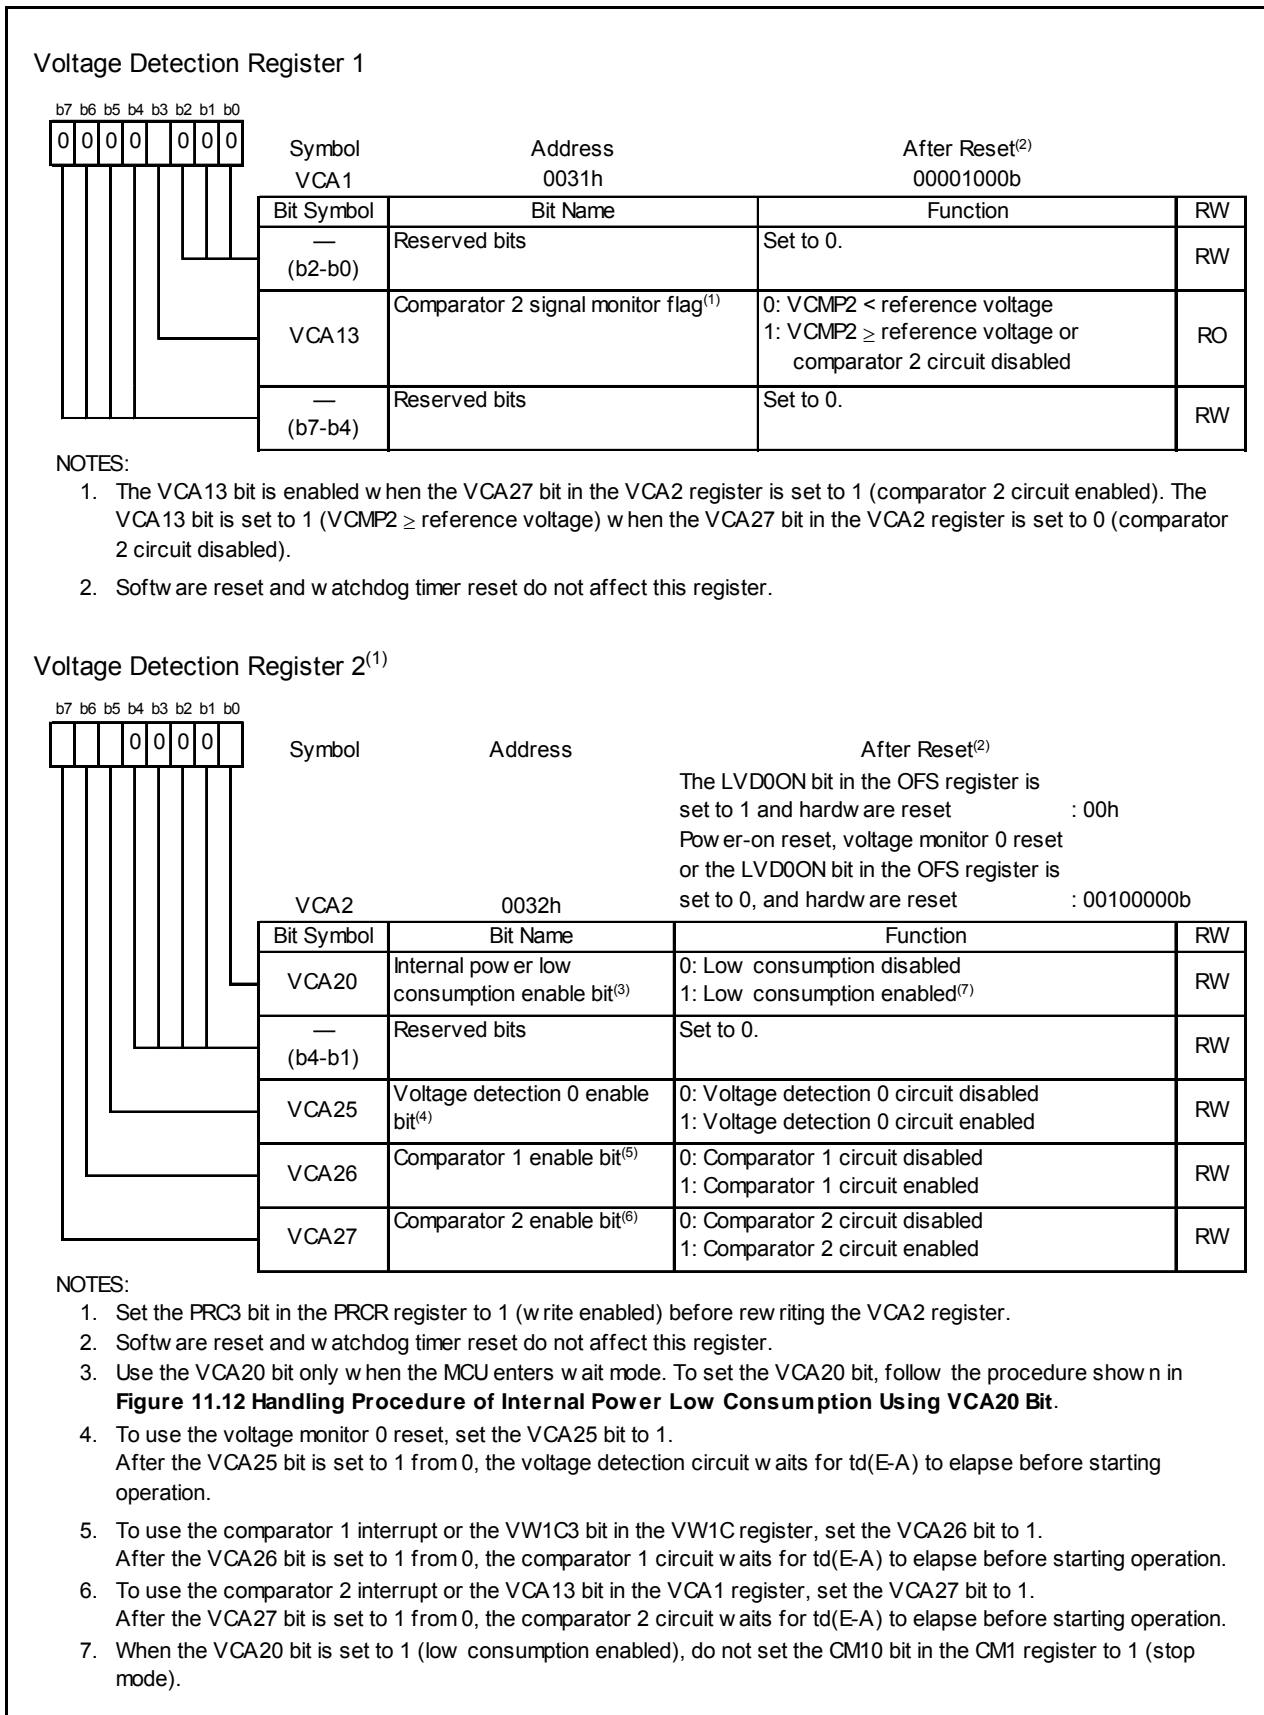 Voltage Detection Register 1
b7 b6 b5 b4 b3 b2 b1 b0
0 0 0 0 0 0 0
Symbol Address After Reset(2)
VCA1 0031h 00001000b
Bit Symbol Bit Name Function RW
— (b2-b0) Reserved bits Set to 0. RW
VCA13 Comparator 2 signal monitor flag(1) 0: VCMP2 < reference voltage RO
1: VCMP2 ≥ reference voltage or
comparator 2 circuit disabled
— (b7-b4) Reserved bits Set to 0. RW
NOTES:
1. The VCA13 bit is enabled when the VCA27 bit in the VCA2 register is set to 1 (comparator 2 circuit enabled). The
VCA13 bit is set to 1 (VCMP2 ≥ reference voltage) when the VCA27 bit in the VCA2 register is set to 0 (comparator
2 circuit disabled).
2. Software reset and watchdog timer reset do not affect this register.
Voltage Detection Register 2(1)
b7 b6 b5 b4 b3 b2 b1 b0
0 0 0 0
Symbol Address After Reset(2)
The LVD0ON bit in the OFS register is
set to 1 and hardware reset : 00h
Power-on reset, voltage monitor 0 reset
or the LVD0ON bit in the OFS register is
VCA2 0032h set to 0, and hardware reset : 00100000b
Bit Symbol Bit Name Function RW
VCA20 Internal power low 0: Low consumption disabled RW
consumption enable bit(3) 1: Low consumption enabled(7)
— (b4-b1) Reserved bits Set to 0. RW
VCA25 Voltage detection 0 enable 0: Voltage detection 0 circuit disabled RW
bit(4) 1: Voltage detection 0 circuit enabled
VCA26 Comparator 1 enable bit(5) 0: Comparator 1 circuit disabled RW
1: Comparator 1 circuit enabled
VCA27 Comparator 2 enable bit(6) 0: Comparator 2 circuit disabled RW
1: Comparator 2 circuit enabled
NOTES:
1. Set the PRC3 bit in the PRCR register to 1 (write enabled) before rewriting the VCA2 register.
2. Software reset and watchdog timer reset do not affect this register.
3. Use the VCA20 bit only when the MCU enters wait mode. To set the VCA20 bit, follow the procedure shown in
Figure 11.12 Handling Procedure of Internal Power Low Consumption Using VCA20 Bit.
4. To use the voltage monitor 0 reset, set the VCA25 bit to 1.
After the VCA25 bit is set to 1 from 0, the voltage detection circuit waits for td(E-A) to elapse before starting
operation.
5. To use the comparator 1 interrupt or the VW1C3 bit in the VW1C register, set the VCA26 bit to 1.
After the VCA26 bit is set to 1 from 0, the comparator 1 circuit waits for td(E-A) to elapse before starting operation.
6. To use the comparator 2 interrupt or the VCA13 bit in the VCA1 register, set the VCA27 bit to 1.
After the VCA27 bit is set to 1 from 0, the comparator 2 circuit waits for td(E-A) to elapse before starting operation.
7. When the VCA20 bit is set to 1 (low consumption enabled), do not set the CM10 bit in the CM1 register to 1 (stop
mode).